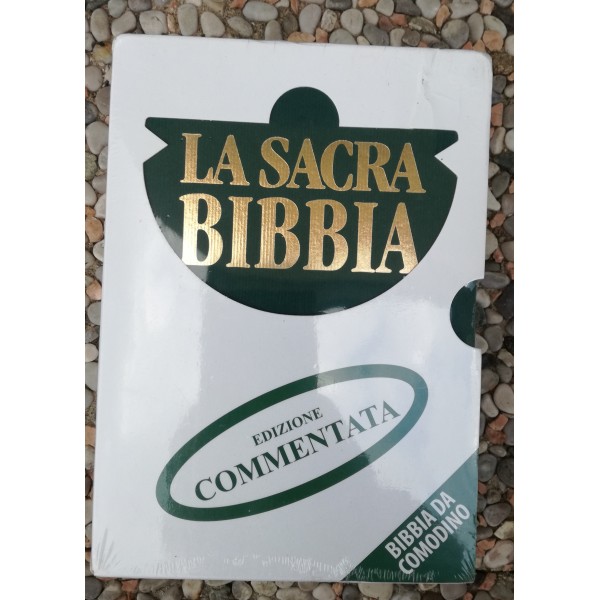 LA SACRA
BIBBIA
EDIZIONE
COMMENTATA
BIBBIA DA
COMODINO